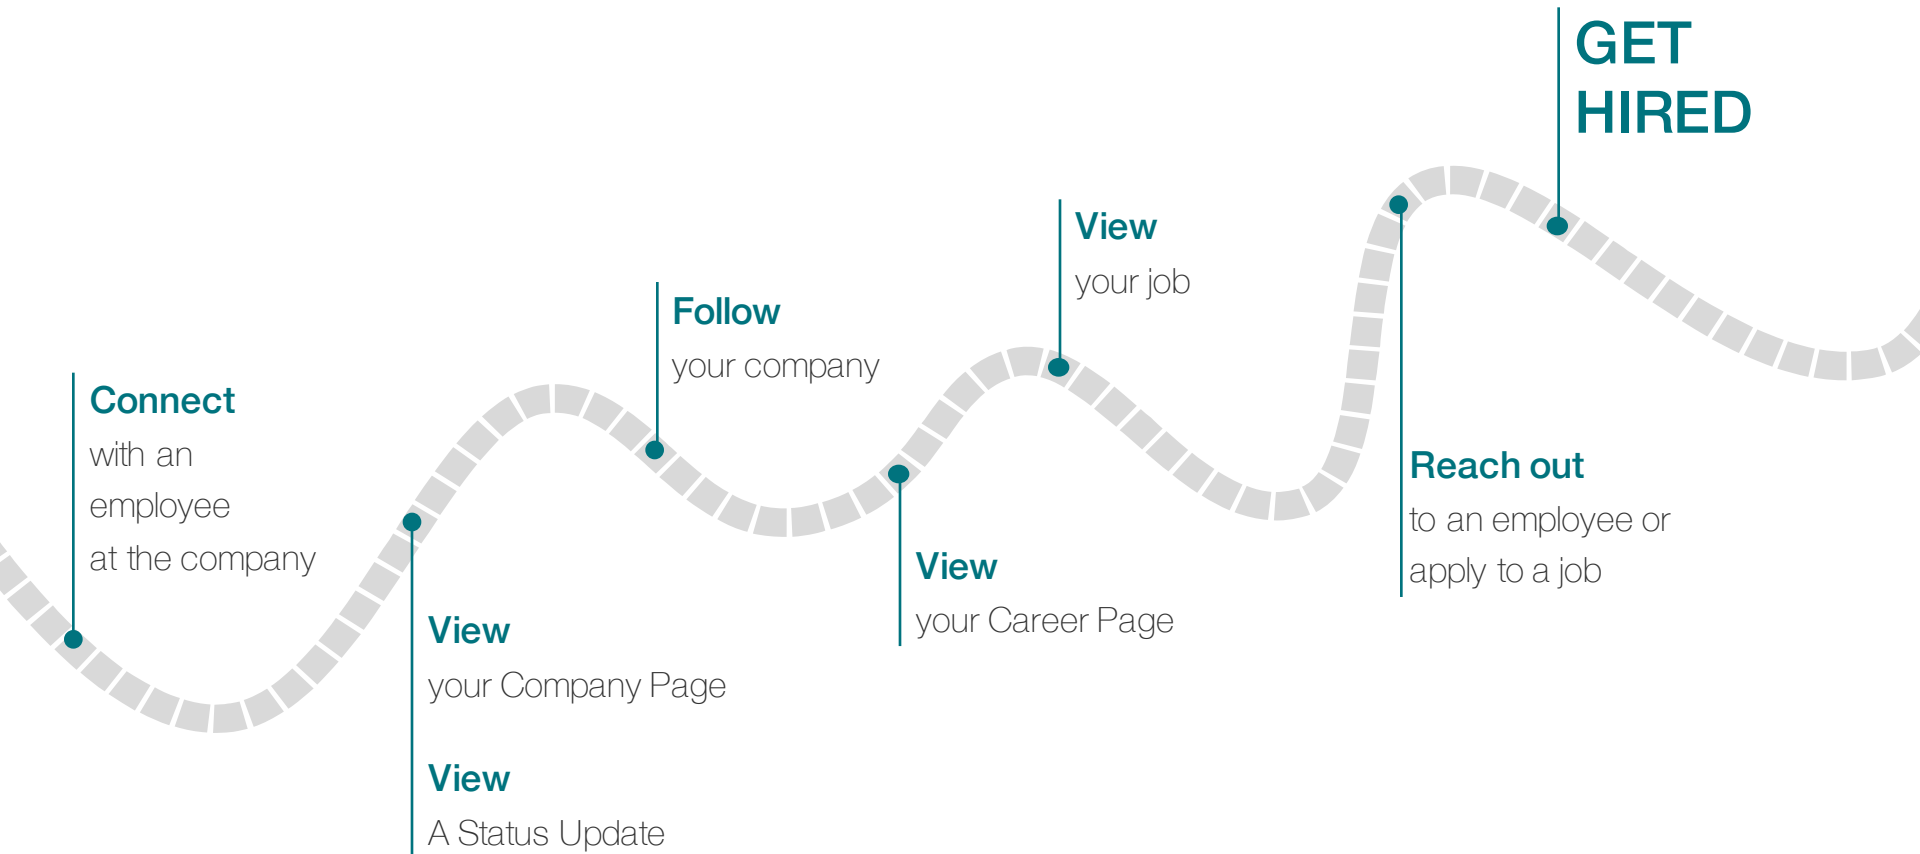 Connect
with an
employee
at the company
View
your Company Page
View
A Status Update
Follow
your company
View
your Career Page
View
your job
Reach out
to an employee or
apply to a job
GET
HIRED